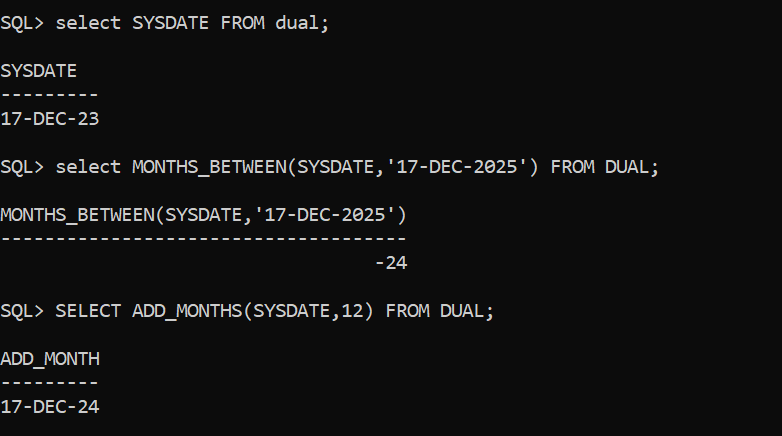 SQL> select SYSDATE FROM dual;
SYSDATE
---------
17-DEC-23
SQL> select MONTHS_BETWEEN(SYSDATE,'17-DEC-2025') FROM DUAL;
MONTHS_BETWEEN(SYSDATE,'17-DEC-2025')
-------------------------------------
-24
SQL> SELECT ADD_MONTHS(SYSDATE,12) FROM DUAL;
ADD_MONTH
---------
17-DEC-24